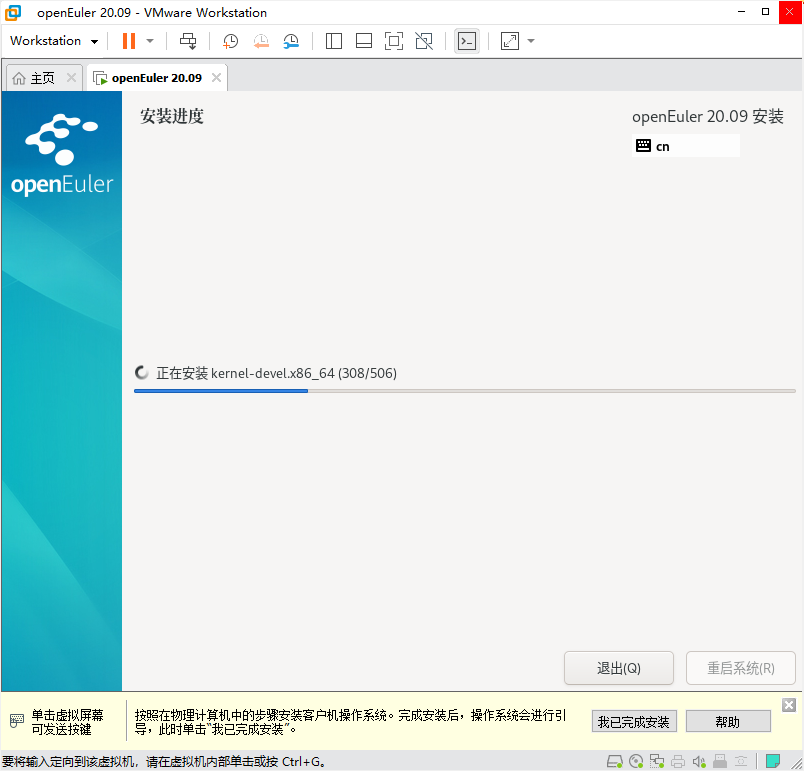 openEuler 20.09 - VMware Workstation
Workstation
主页
openEuler 20.09
openEuler
安装进度
openEuler 20.09 安装
cn
正在安装 kernel-devel.x86_64 (308/506)
退出(Q)
重启系统(R)
单击虚拟屏幕
可发送按键
按照在物理计算机中的步骤安装客户机操作系统。完成安装后，操作系统会进行引
导，此时单击“我已完成安装”。
我已完成安装
帮助
要将输入定向到该虚拟机，请在虚拟机内部单击或按 Ctrl+G。